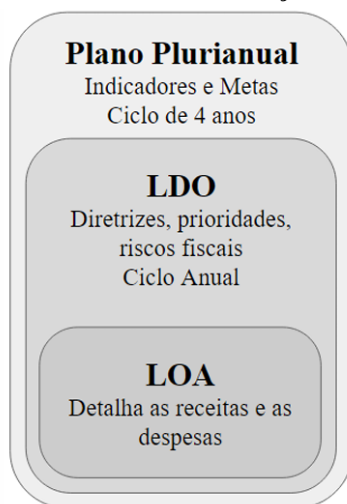 Plano Plurianual
Indicadores e Metas
Ciclo de 4 anos
LDO
Diretrizes, prioridades,
riscos fiscais
Ciclo Anual
LOA
Detalha as receitas e as
despesas